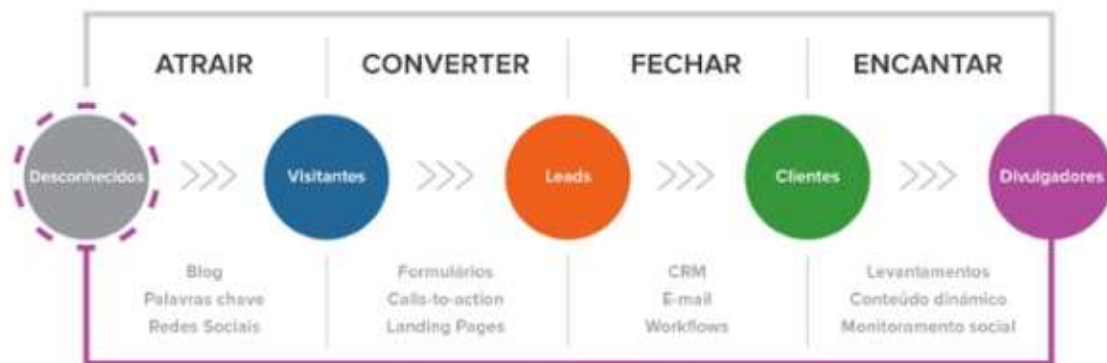 ATRAIR
CONVERTER
FECHAR
ENCANTAR
Desconhecidos
Visitantes
Leads
Clientes
Divulgadores
Blog
Palavras chave
Redes Sociais
Formulários
Calls-to-action
Landing Pages
CRM
E-mail
Workflows
Levantamentos
Conteúdo dinámico
Monitoramento social